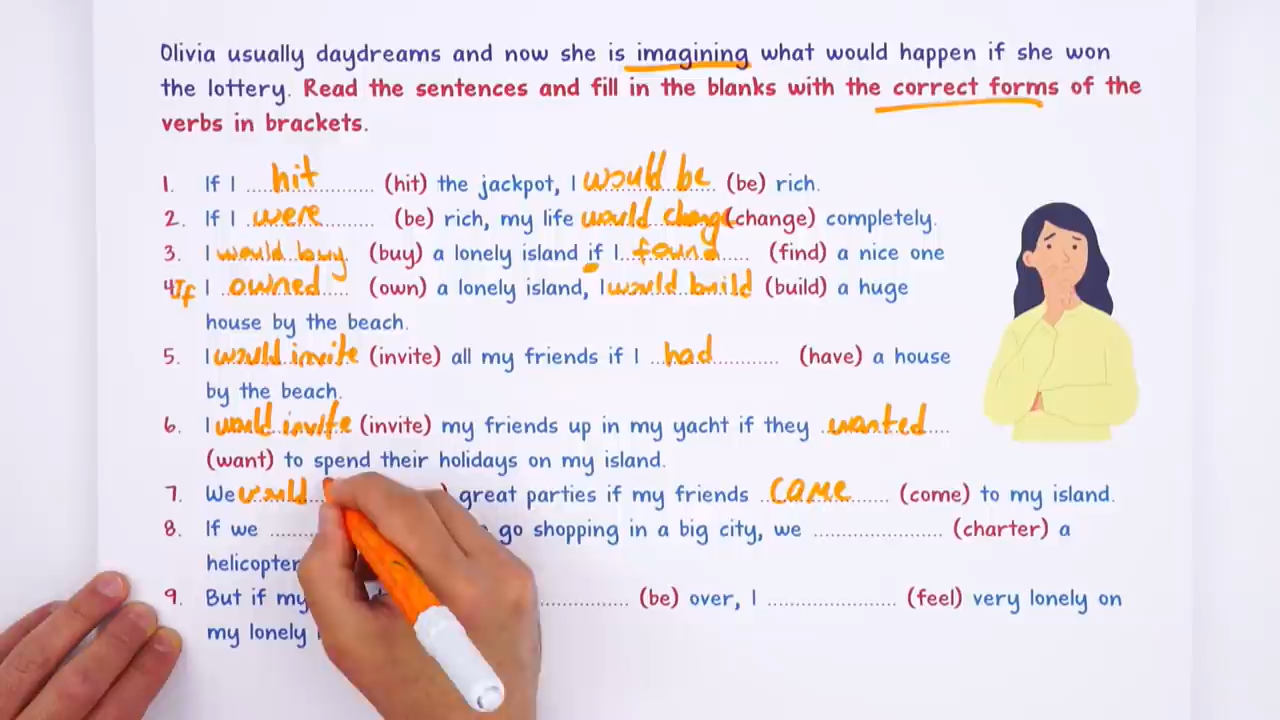 Olivia usually daydreams and now she is imagining what would happen if she won
the lottery. Read the sentences and fill in the blanks with the correct forms of the
verbs in brackets.
1. If I hit (hit) the jackpot, I would be (be) rich.
2. If I were (be) rich, my life would change (change) completely.
3. I would buy (buy) a lonely island if I found (find) a nice one
4 If I owned (own) a lonely island, I would build (build) a huge
house by the beach.
5. I would invite (invite) all my friends if I had (have) a house
by the beach.
6. I would invite (invite) my friends up in my yacht if they wanted
(want) to spend their holidays on my island.
7. We would ) great parties if my friends came (come) to my island.
8. If we go shopping in a big city, we (charter) a
helicopter
9. But if my (be) over, I (feel) very lonely on
my lonely